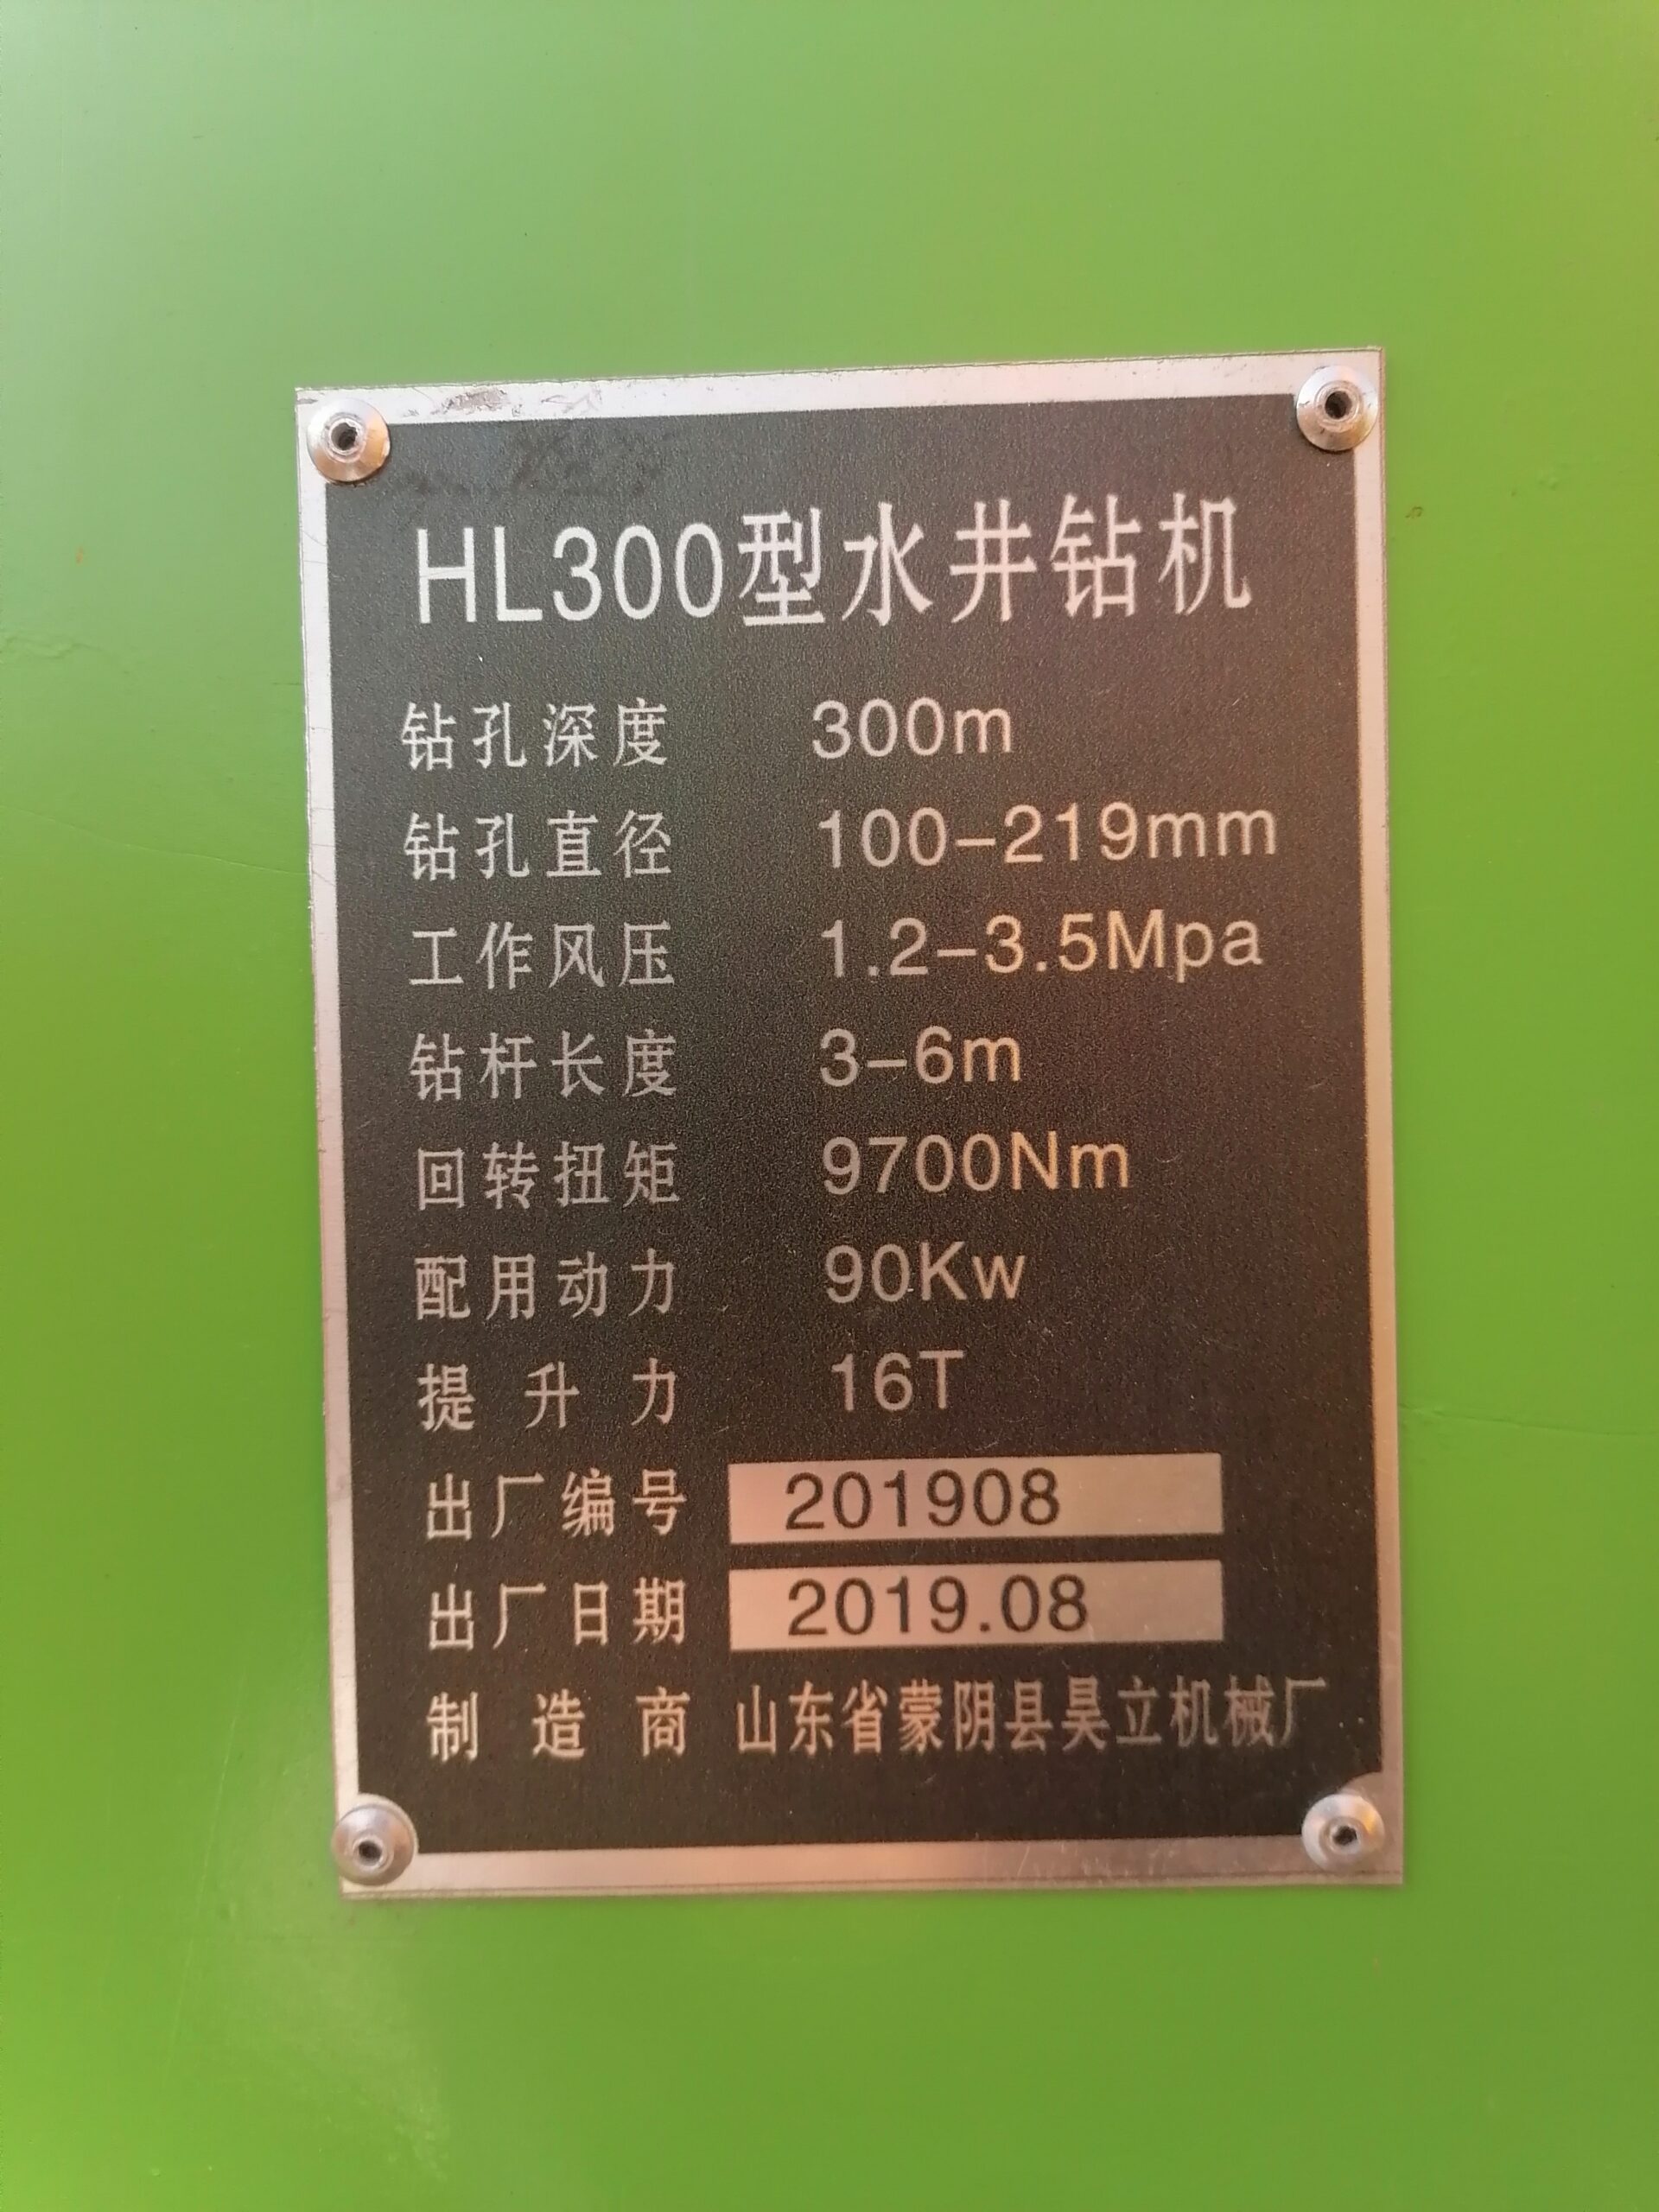 HL300型水井钻机
钻孔深度 300m
钻孔直径 100-219mm
工作风压 1.2-3.5Mpa
钻杆长度 3-6m
回转扭矩 9700Nm
配用动力 90Kw
提升力 16T
出厂编号 201908
出厂日期 2019.08
制造商 山东省蒙阴县昊立机械厂